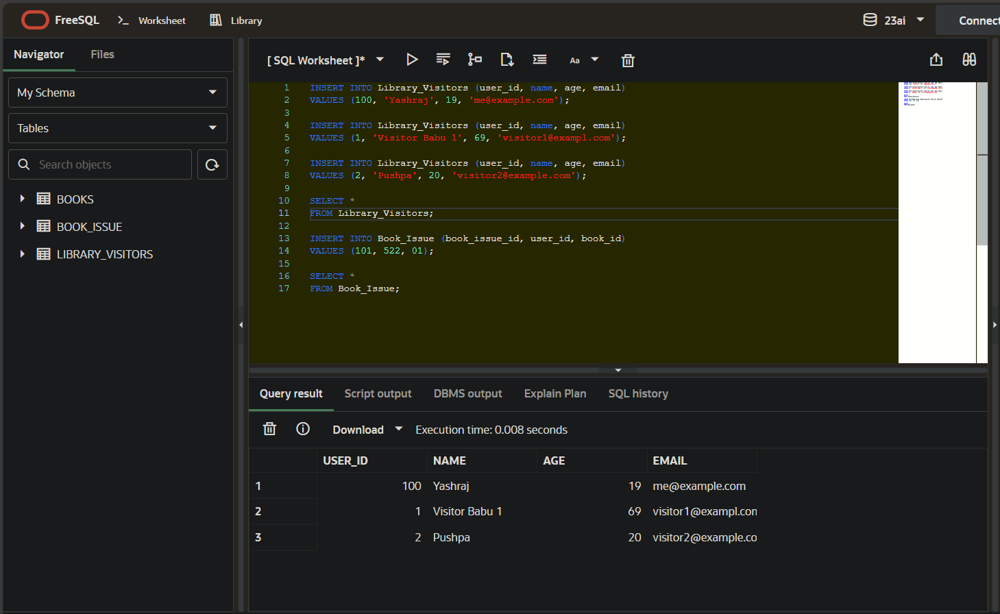 FreeSQL
Worksheet
Library
23ai
Connect
Navigator
Files
My Schema
Tables
Search objects
BOOKS
BOOK_ISSUE
LIBRARY_VISITORS
[ SQL Worksheet ]*
Aa
1 INSERT INTO Library_Visitors (user_id, name, age, email)
2 VALUES (100, 'Yashraj', 19, 'me@example.com');
3
4 INSERT INTO Library_Visitors (user_id, name, age, email)
5 VALUES (1, 'Visitor Babu 1', 69, 'visitor1@exampl.com');
6
7 INSERT INTO Library_Visitors (user_id, name, age, email)
8 VALUES (2, 'Pushpa', 20, 'visitor2@example.com');
9
10 SELECT *
11 FROM Library_Visitors;
12
13 INSERT INTO Book_Issue (book_issue_id, user_id, book_id)
14 VALUES (101, 522, 01);
15
16 SELECT *
17 FROM Book_Issue;
Query result
Script output
DBMS output
Explain Plan
SQL history
Download
Execution time: 0.008 seconds
USER_ID NAME AGE EMAIL
1 100 Yashraj 19 me@example.com
2 1 Visitor Babu 1 69 visitor1@exampl.con
3 2 Pushpa 20 visitor2@example.co